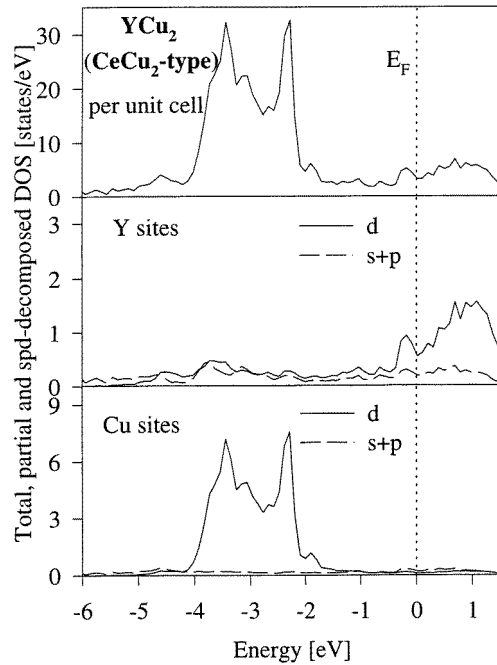 Total, partial and spd-decomposed DOS [states/eV]
30
20
10
0
YCu₂
(CeCu₂-type)
per unit cell
E_F
3
2
1
0
Y sites
d
s+p
9
6
3
0
Cu sites
d
s+p
-6 -5 -4 -3 -2 -1 0 1
Energy [eV]